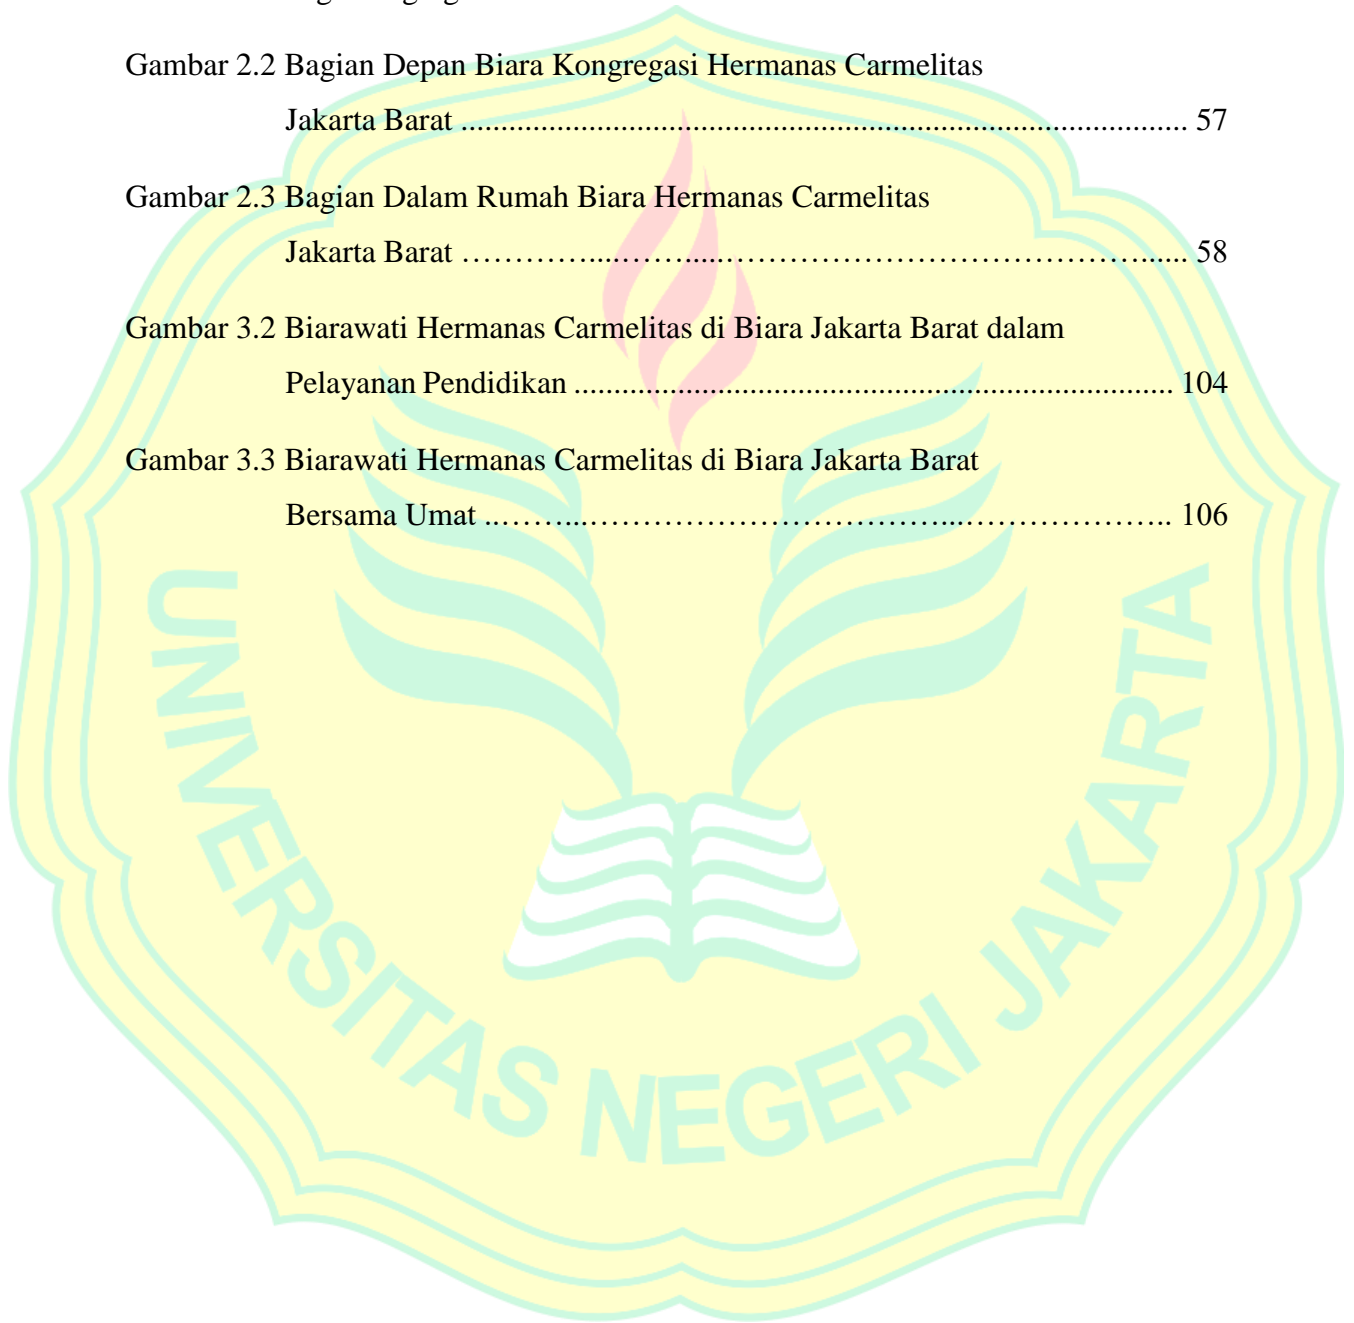 Gambar 2.2 Bagian Depan Biara Kongregasi Hermanas Carmelitas
Jakarta Barat .......................................................................................... 57
Gambar 2.3 Bagian Dalam Rumah Biara Hermanas Carmelitas
Jakarta Barat …………....…….....……………………………………….…...... 58
Gambar 3.2 Biarawati Hermanas Carmelitas di Biara Jakarta Barat dalam
Pelayanan Pendidikan .......................................................................... 104
Gambar 3.3 Biarawati Hermanas Carmelitas di Biara Jakarta Barat
Bersama Umat ..……...…………………………………...………………….. 106
UNIVERSITAS NEGERI JAKARTA